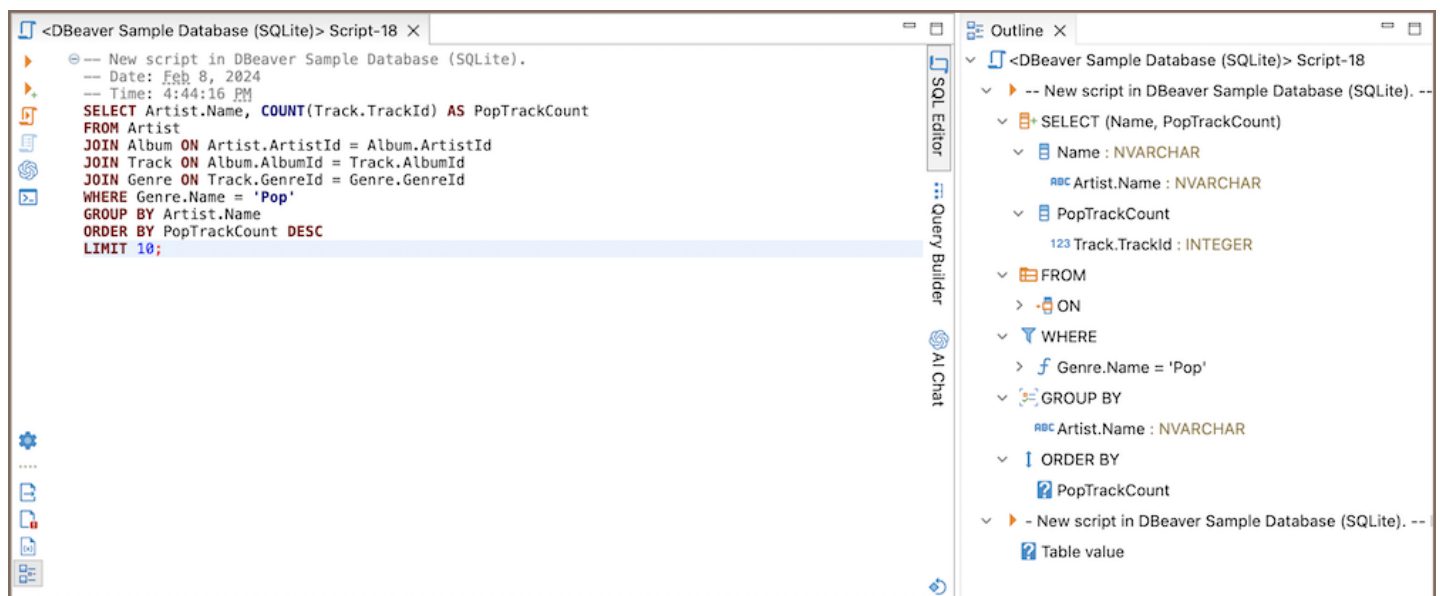 <DBeaver Sample Database (SQLite)> Script-18
-- New script in DBeaver Sample Database (SQLite).
-- Date: Feb 8, 2024
-- Time: 4:44:16 PM
SELECT Artist.Name, COUNT(Track.TrackId) AS PopTrackCount
FROM Artist
JOIN Album ON Artist.ArtistId = Album.ArtistId
JOIN Track ON Album.AlbumId = Track.AlbumId
JOIN Genre ON Track.GenreId = Genre.GenreId
WHERE Genre.Name = 'Pop'
GROUP BY Artist.Name
ORDER BY PopTrackCount DESC
LIMIT 10;
SQL Editor
Query Builder
AI Chat
Outline
<DBeaver Sample Database (SQLite)> Script-18
-- New script in DBeaver Sample Database (SQLite). --
SELECT (Name, PopTrackCount)
Name : NVARCHAR
ABC Artist.Name : NVARCHAR
PopTrackCount
123 Track.TrackId : INTEGER
FROM
ON
WHERE
Genre.Name = 'Pop'
GROUP BY
ABC Artist.Name : NVARCHAR
ORDER BY
PopTrackCount
- New script in DBeaver Sample Database (SQLite). --
Table value